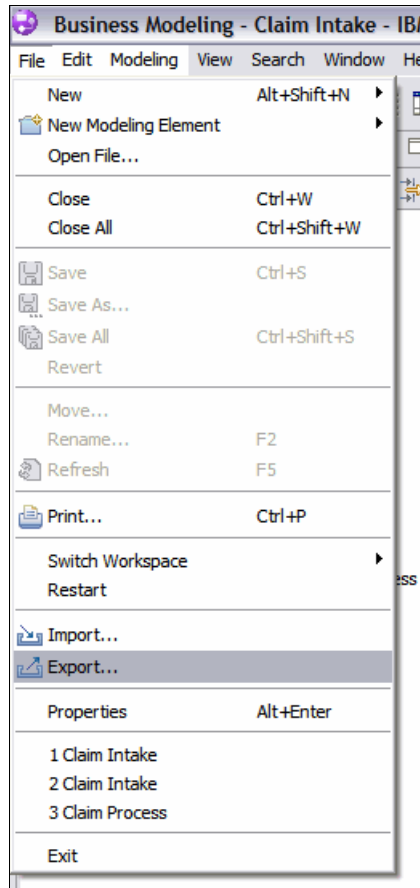 Business Modeling - Claim Intake - IBM
File Edit Modeling View Search Window He
New Alt+Shift+N
New Modeling Element
Open File...
Close Ctrl+W
Close All Ctrl+Shift+W
Save Ctrl+S
Save As...
Save All Ctrl+Shift+S
Revert
Move...
Rename... F2
Refresh F5
Print... Ctrl+P
Switch Workspace
ess
Restart
Import...
Export...
Properties Alt+Enter
1 Claim Intake
2 Claim Intake
3 Claim Process
Exit